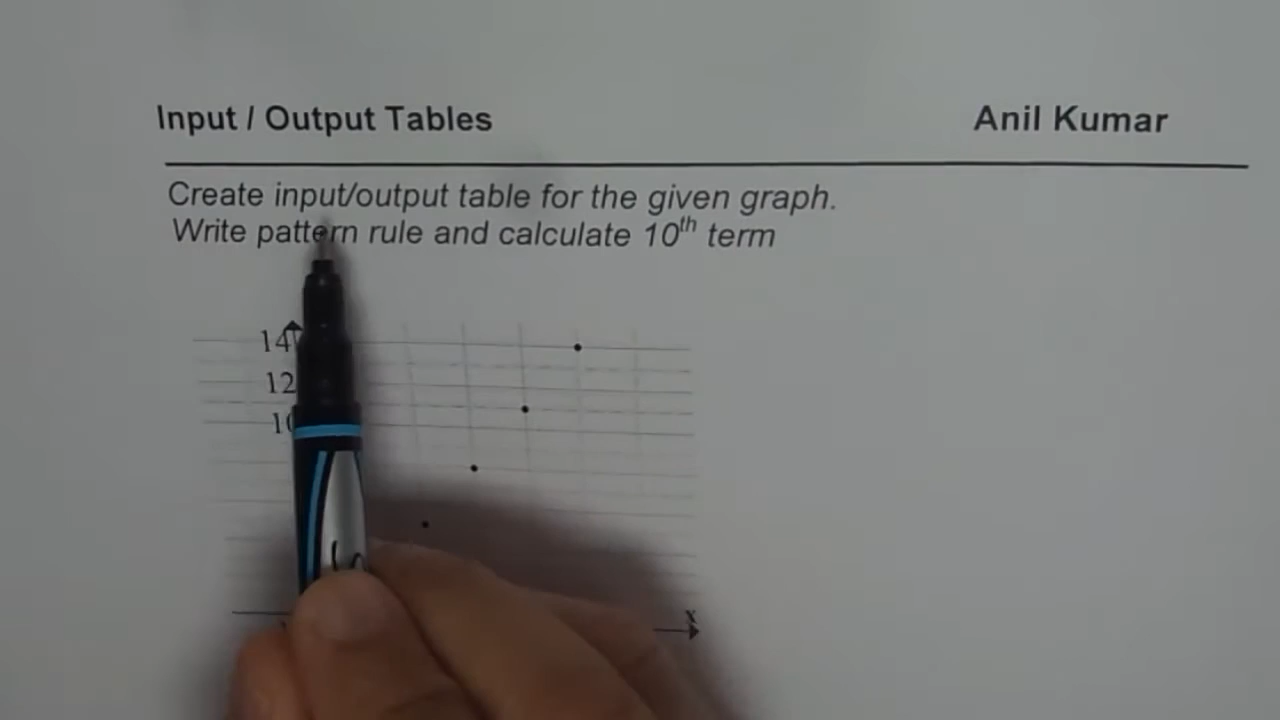 Input / Output Tables
Anil Kumar
Create input/output table for the given graph.
Write pattern rule and calculate 10th term
14
12
x